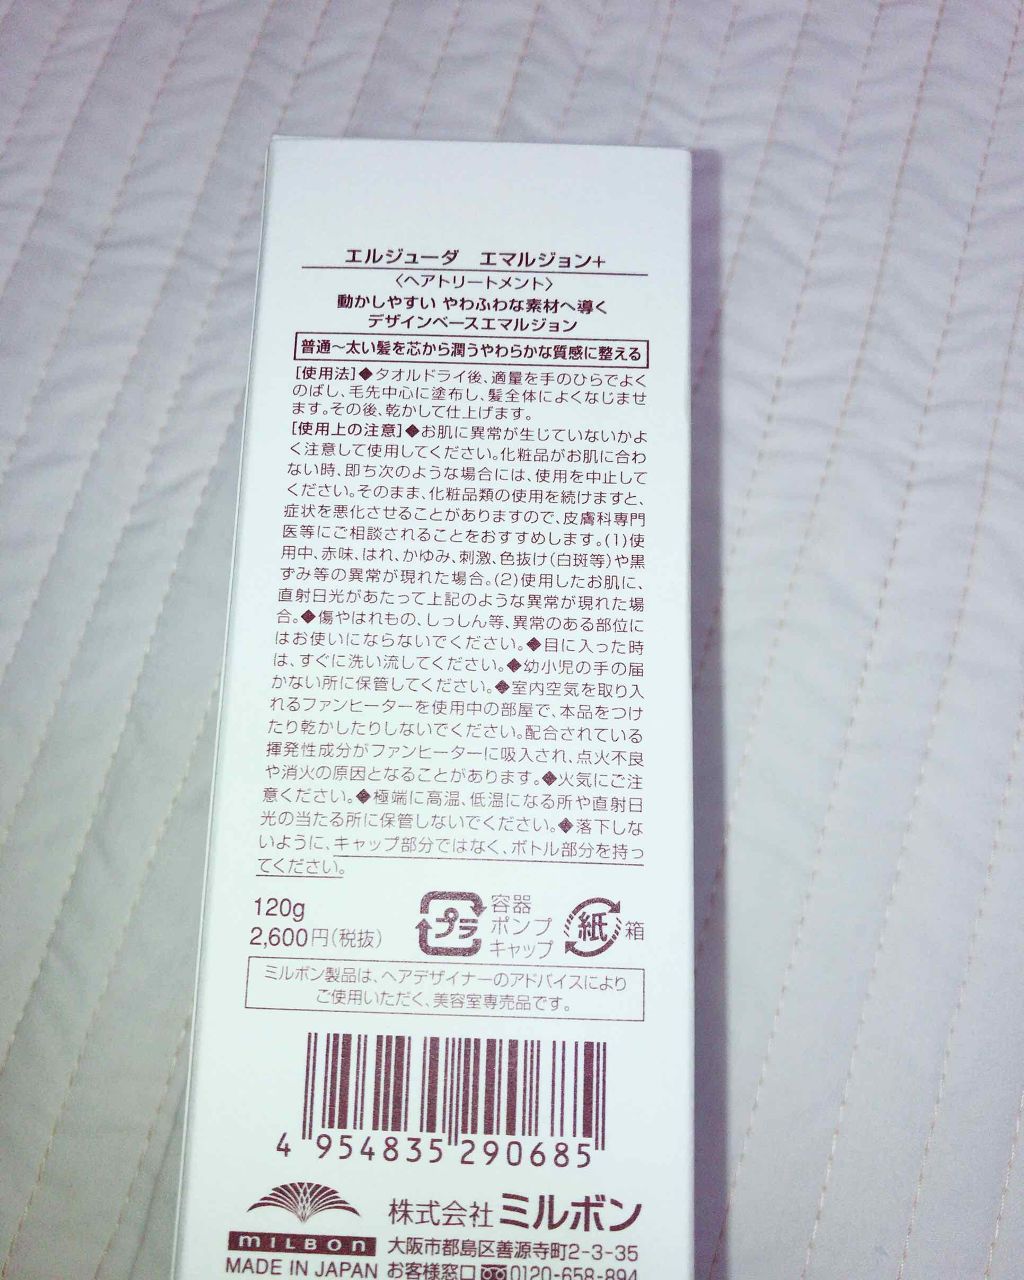 エルジューダ　エマルジョン+
〈ヘアトリートメント〉
動かしやすい やわふわな素材へ導く
デザインベースエマルジョン
普通〜太い髪を芯から潤うやわらかな質感に整える
[使用法]◆タオルドライ後、適量を手のひらでよく
のばし、毛先中心に塗布し、髪全体によくなじませ
ます。その後、乾かして仕上げます。
[使用上の注意]◆お肌に異常が生じていないかよ
く注意して使用してください。化粧品がお肌に合わ
ない時、即ち次のような場合には、使用を中止して
ください。そのまま、化粧品類の使用を続けますと、
症状を悪化させることがありますので、皮膚科専門
医等にご相談されることをおすすめします。(1)使
用中、赤味、はれ、かゆみ、刺激、色抜け(白斑等)や黒
ずみ等の異常が現れた場合。(2)使用したお肌に、
直射日光があたって上記のような異常が現れた場
合。◆傷やはれもの、しっしん等、異常のある部位に
はお使いにならないでください。◆目に入った時
は、すぐに洗い流してください。◆幼小児の手の届
かない所に保管してください。◆室内空気を取り入
れるファンヒーターを使用中の部屋で、本品をつけ
たり乾かしたりしないでください。配合されている
揮発性成分がファンヒーターに吸入され、点火不良
や消火の原因となることがあります。◆火気にご注
意ください。◆極端に高温、低温になる所や直射日
光の当たる所に保管しないでください。◆落下しな
いように、キャップ部分ではなく、ボトル部分を持っ
てください。
120g
2,600円(税抜)
プラ
容器
ポンプ
キャップ
紙 箱
ミルボン製品は、ヘアデザイナーのアドバイスにより
ご使用いただく、美容室専売品です。
4 954835 290685
株式会社 ミルボン
MILBON
大阪市都島区善源寺町2-3-35
MADE IN JAPAN お客様窓口 0120-658-894